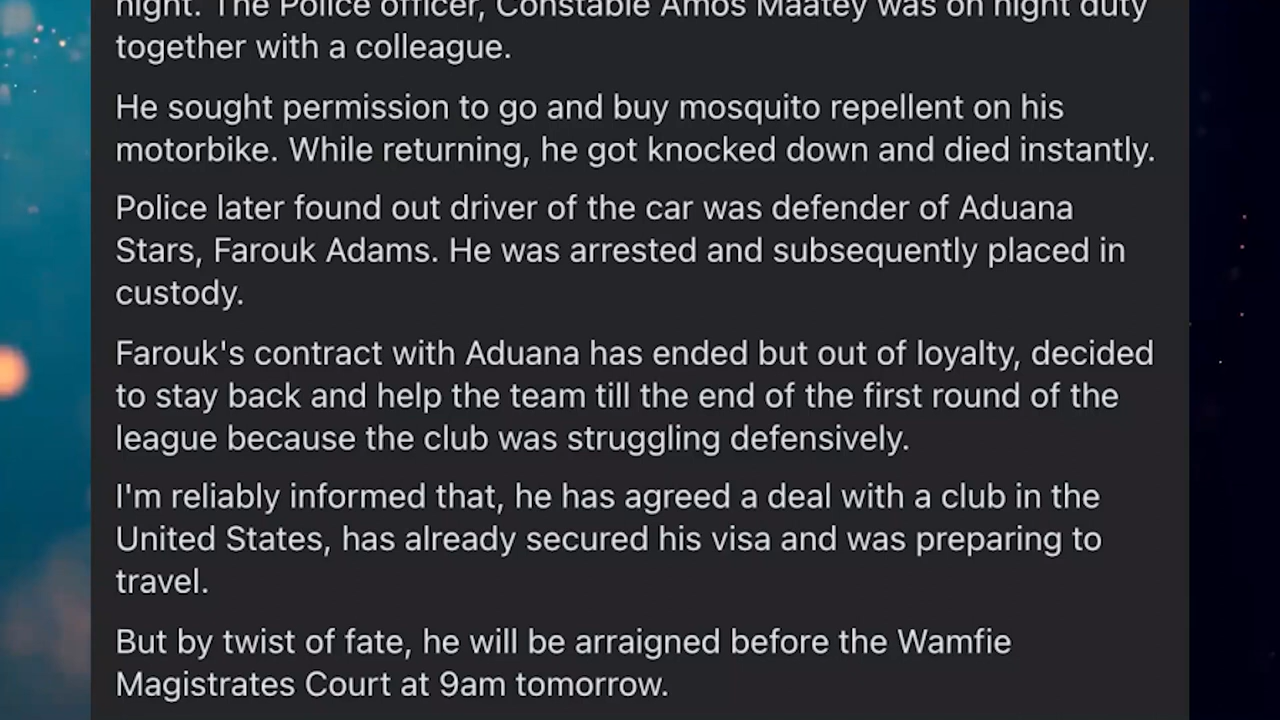 night. The Police officer, Constable Amos Maatey was on night duty
together with a colleague.
He sought permission to go and buy mosquito repellent on his
motorbike. While returning, he got knocked down and died instantly.
Police later found out driver of the car was defender of Aduana
Stars, Farouk Adams. He was arrested and subsequently placed in
custody.
Farouk's contract with Aduana has ended but out of loyalty, decided
to stay back and help the team till the end of the first round of the
league because the club was struggling defensively.
I'm reliably informed that, he has agreed a deal with a club in the
United States, has already secured his visa and was preparing to
travel.
But by twist of fate, he will be arraigned before the Wamfie
Magistrates Court at 9am tomorrow.